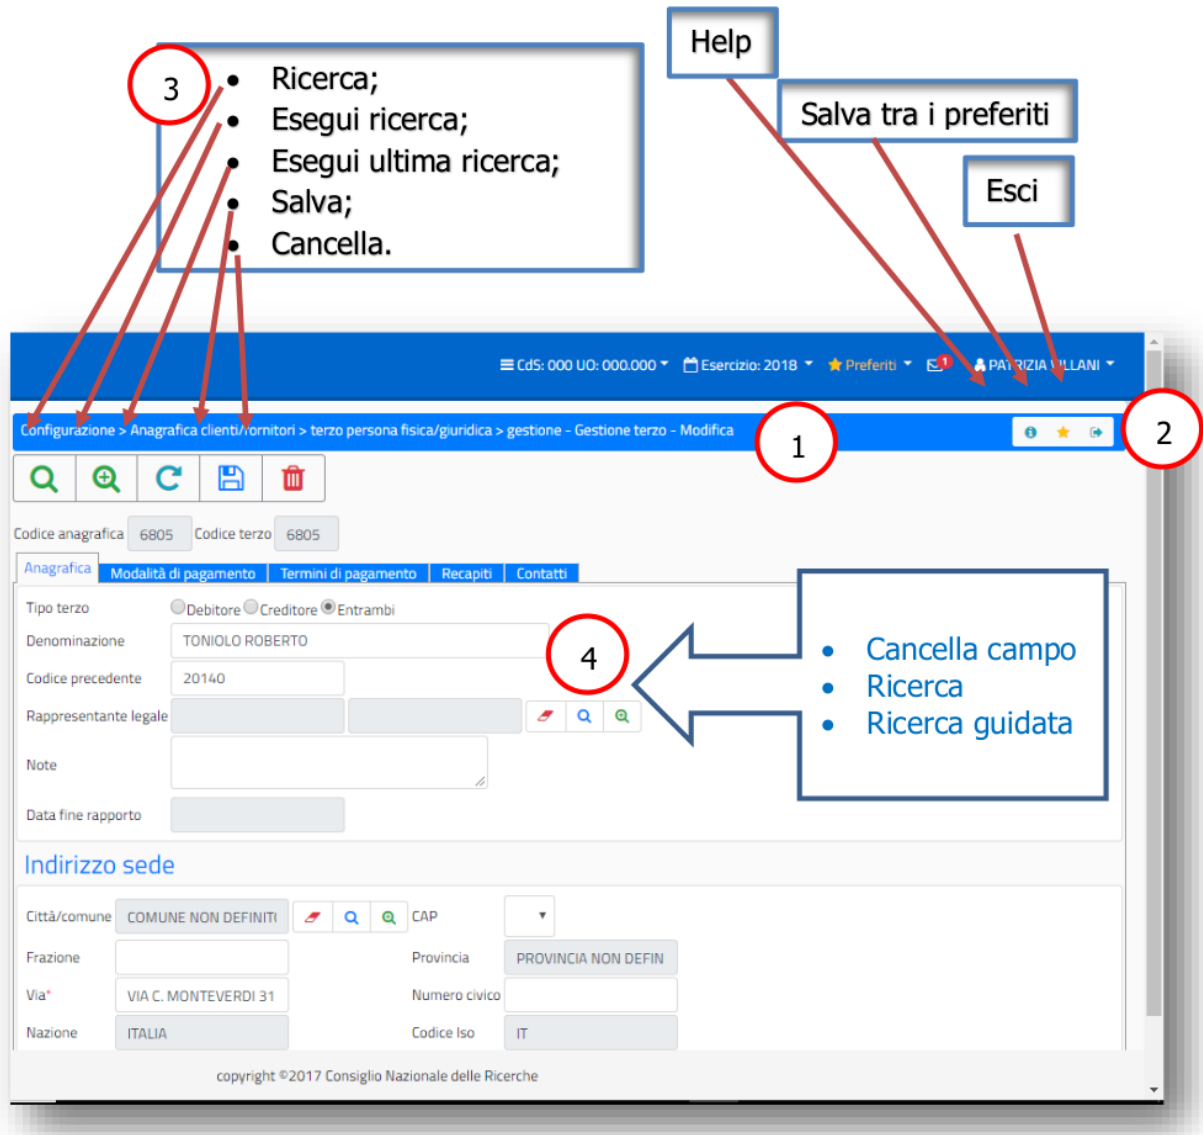 Help
3
• Ricerca;
• Esegui ricerca;
• Esegui ultima ricerca;
• Salva;
• Cancella.
Salva tra i preferiti
Esci
CdS: 000 UO: 000.000
Esercizio: 2018
Preferiti
1
PATRIZIA VILLANI
Configurazione > Anagrafica clienti/fornitori > terzo persona fisica/giuridica > gestione - Gestione terzo - Modifica
1
2
Codice anagrafica 6805 Codice terzo 6805
Anagrafica Modalità di pagamento Termini di pagamento Recapiti Contatti
Tipo terzo Debitore Creditore Entrambi
Denominazione TONIOLO ROBERTO
4
Codice precedente 20140
Rappresentante legale
Note
Data fine rapporto
• Cancella campo
• Ricerca
• Ricerca guidata
Indirizzo sede
Città/comune COMUNE NON DEFINIT CAP
Frazione Provincia PROVINCIA NON DEFIN
Via* VIA C. MONTEVERDI 31 Numero civico
Nazione ITALIA Codice Iso IT
copyright ©2017 Consiglio Nazionale delle Ricerche